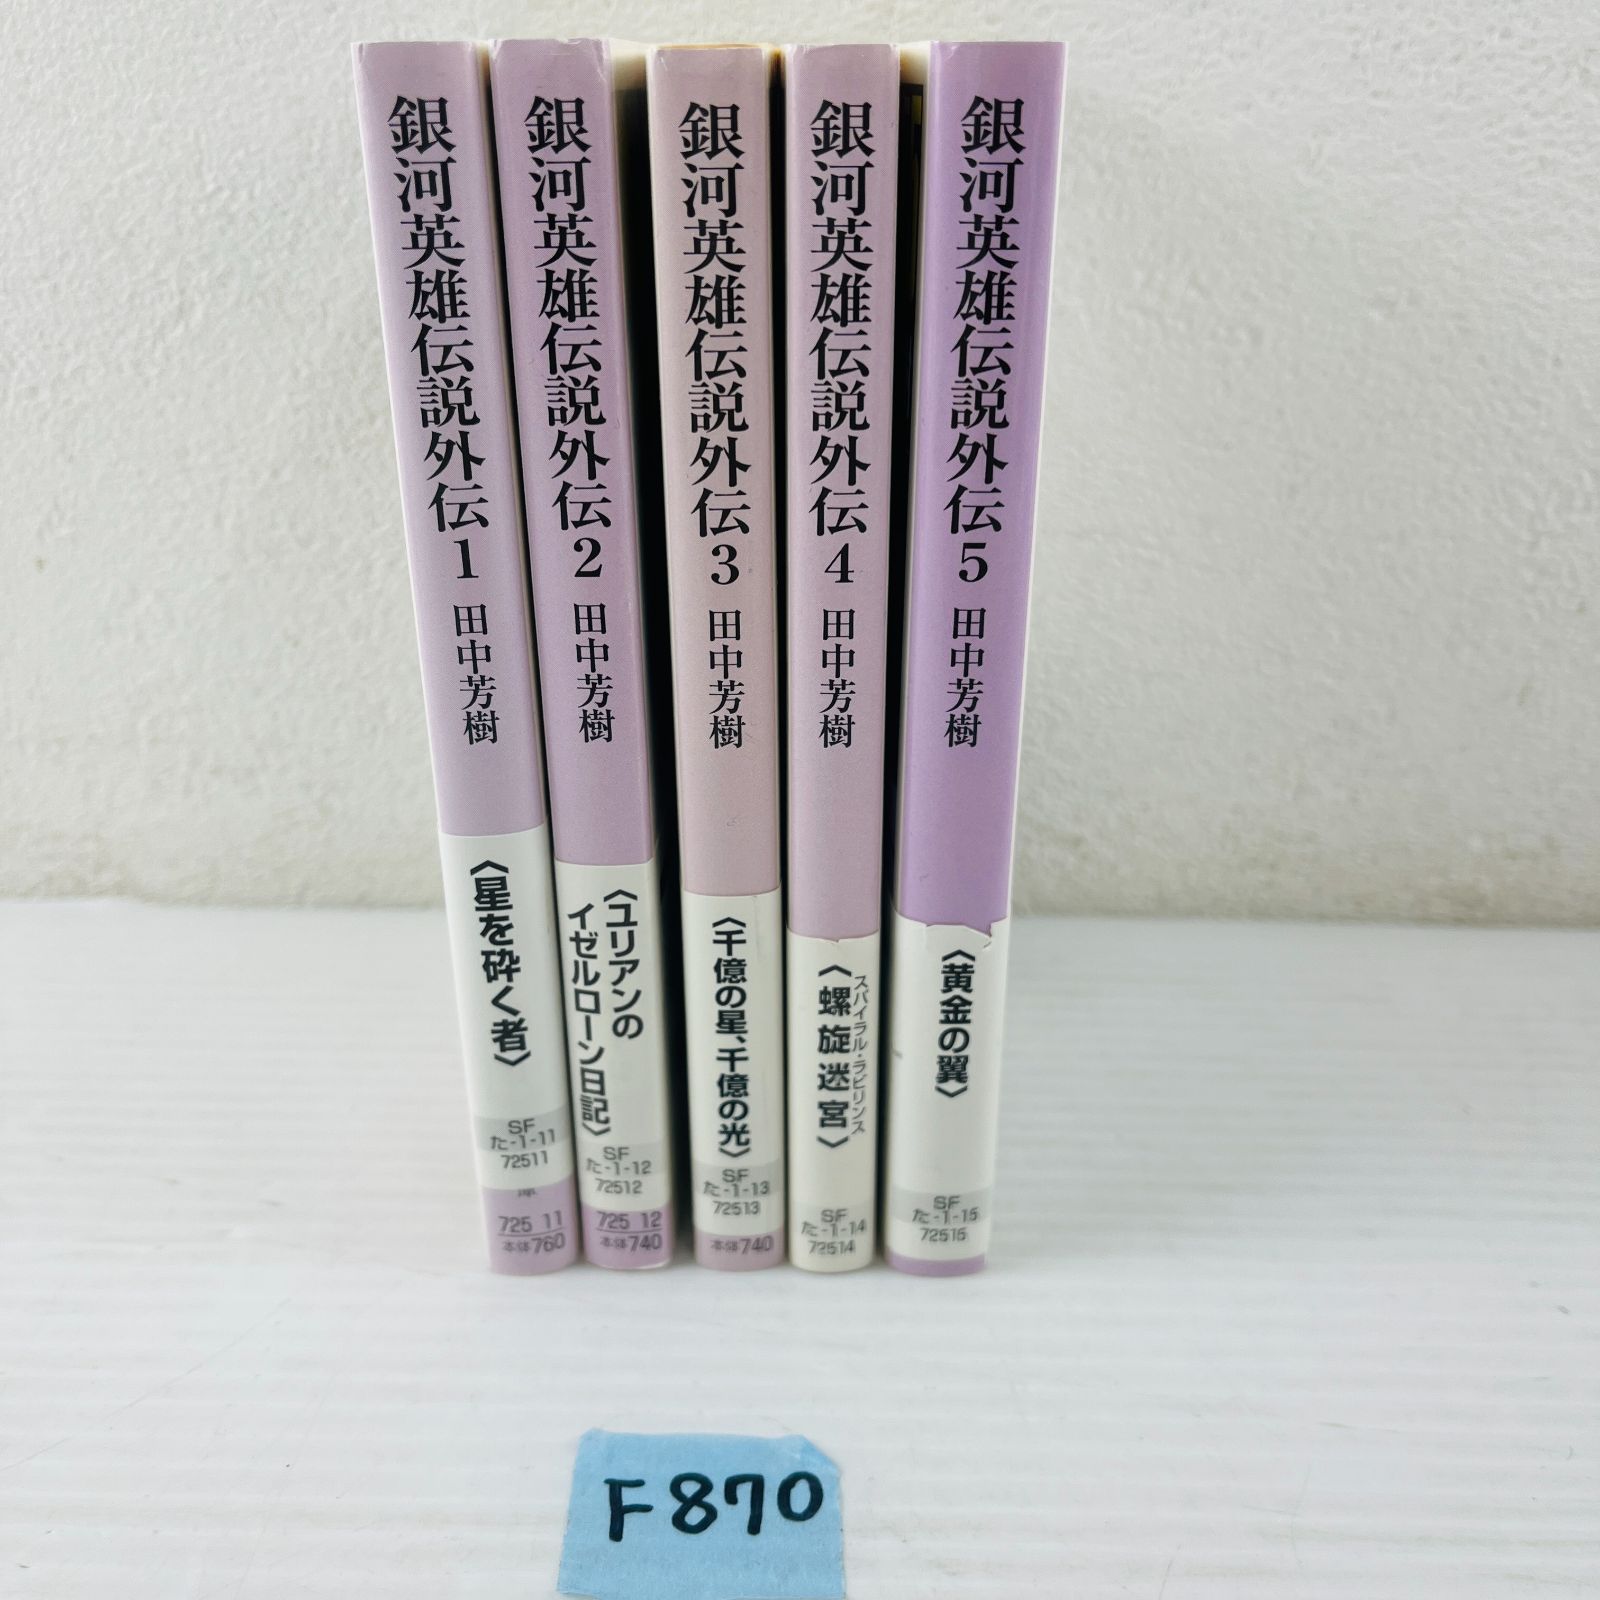 銀河英雄伝説外伝1 田中芳樹
〈星を砕く者〉
SF
た-1-11
72511
725 11
本体760
銀河英雄伝説外伝2 田中芳樹
〈ユリアンの
イゼルローン日記〉
SF
た-1-12
72512
725 12
本体740
銀河英雄伝説外伝3 田中芳樹
〈千億の星、千億の光〉
SF
た-1-13
72513
本体740
銀河英雄伝説外伝4 田中芳樹
スパイラル・ラビリンス
〈螺旋迷宮〉
SF
た-1-14
72514
銀河英雄伝説外伝5 田中芳樹
〈黄金の翼〉
SF
た-1-15
72515
F870